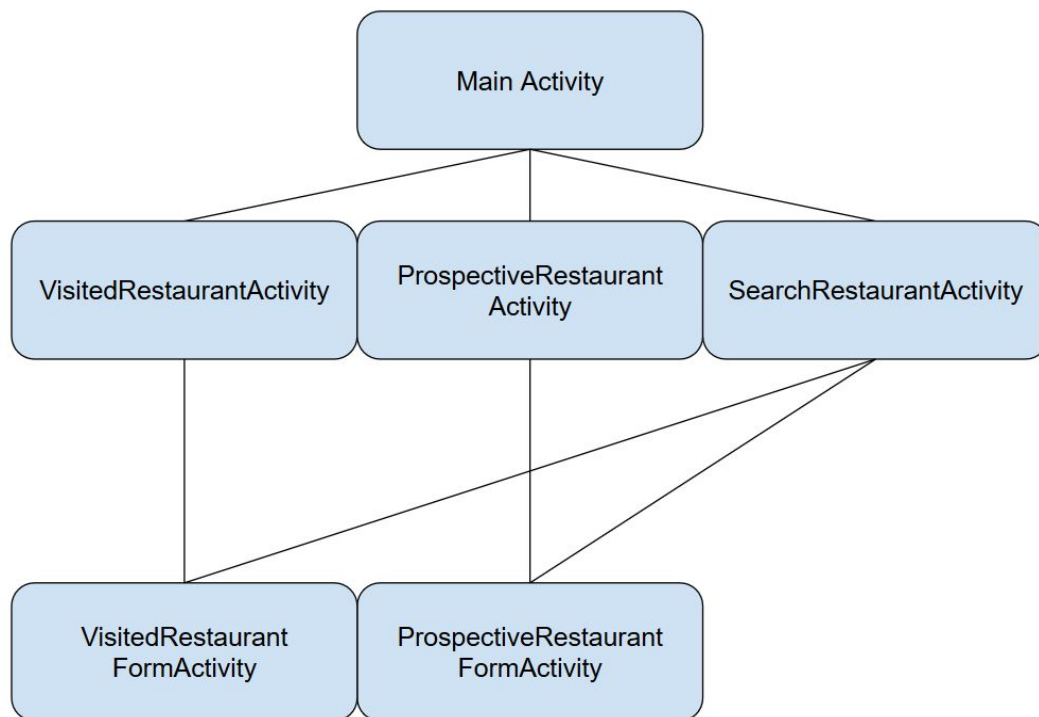 Main Activity
VisitedRestaurantActivity
ProspectiveRestaurant
Activity
SearchRestaurantActivity
VisitedRestaurant
FormActivity
ProspectiveRestaurant
FormActivity